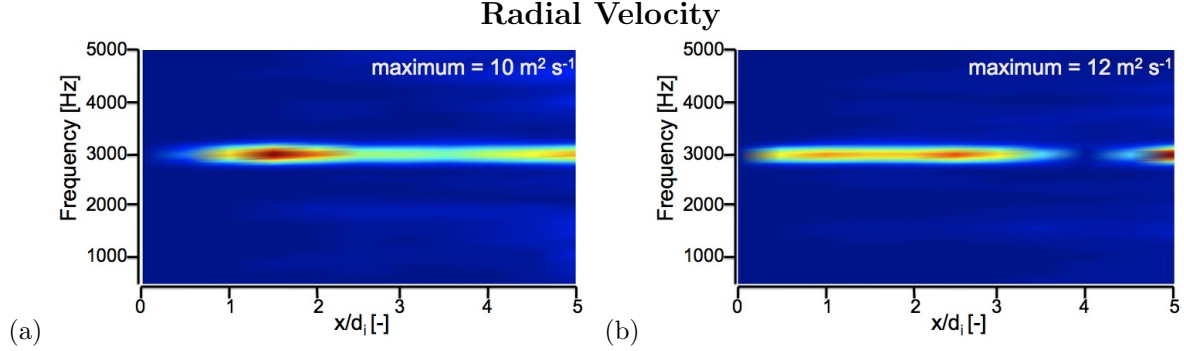 Radial Velocity
5000
4000
3000
2000
1000
Frequency [Hz]
maximum = 10 m² s⁻¹
0 1 2 3 4 5
x/dᵢ [-]
(a)
5000
4000
3000
2000
1000
Frequency [Hz]
maximum = 12 m² s⁻¹
0 1 2 3 4 5
x/dᵢ [-]
(b)